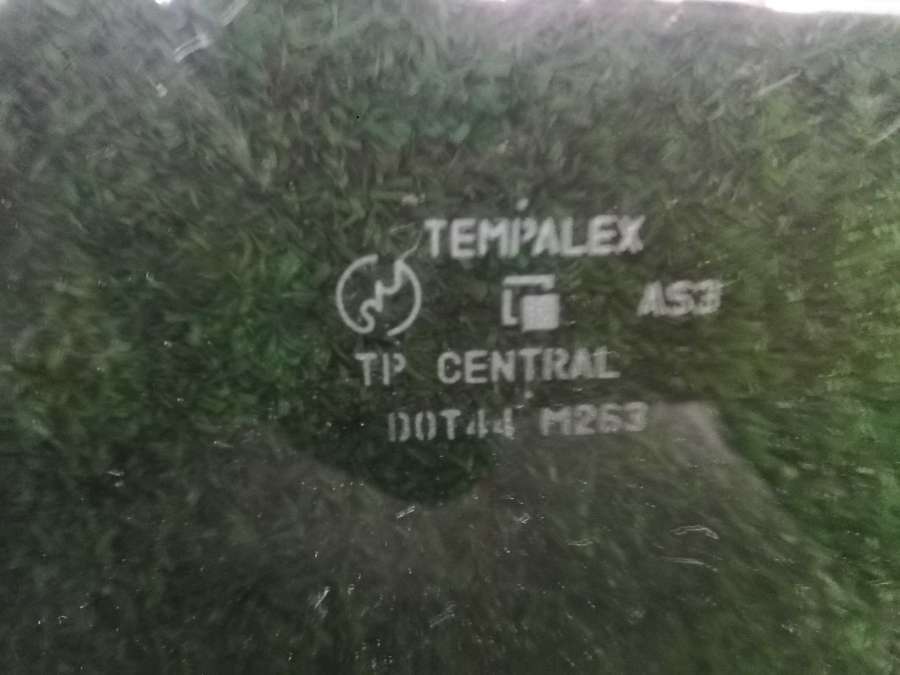 TEMPALEX
AS3
TP CENTRAL
DOT44 M263